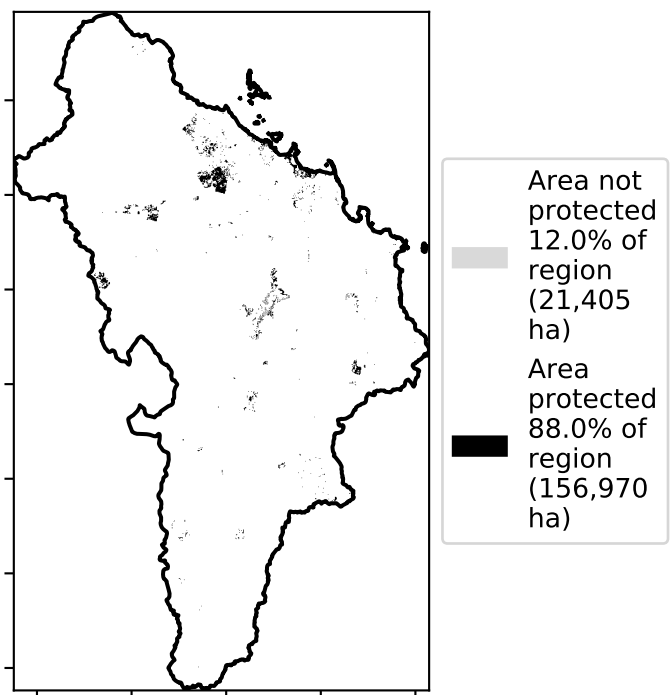 Area not
protected
12.0% of
region
(21,405
ha)
Area
protected
88.0% of
region
(156,970
ha)